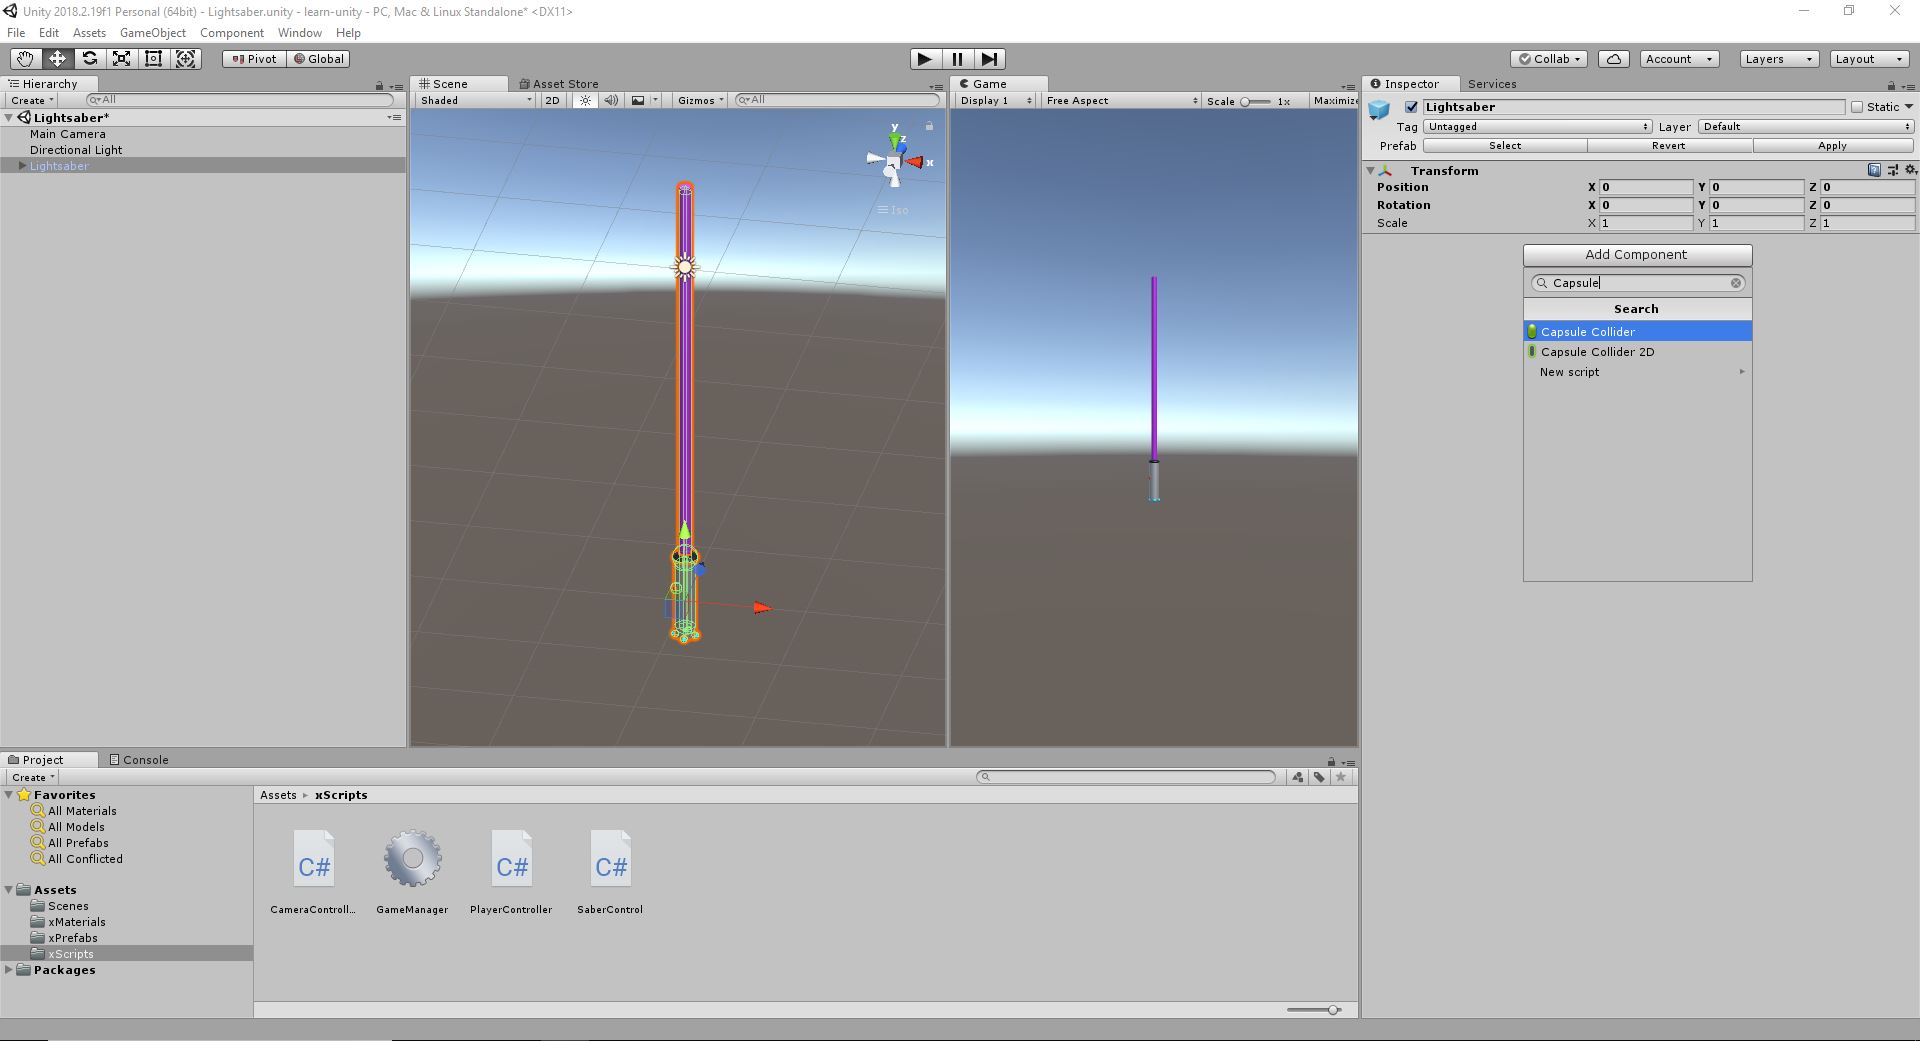 Unity 2018.2.19f1 Personal (64bit) - Lightsaber.unity - learn-unity - PC, Mac & Linux Standalone* <DX11>
File Edit Assets GameObject Component Window Help
Pivot Global Collab Account Layers Layout
Hierarchy
Create All
Lightsaber*
Main Camera
Directional Light
Lightsaber
Scene Asset Store
Shaded 2D Gizmos All
y
z
x
Iso
Game
Display 1 Free Aspect Scale 1x Maximize
Inspector Services
Lightsaber Static
Tag Untagged Layer Default
Prefab Select Revert Apply
Transform
Position X 0 Y 0 Z 0
Rotation X 0 Y 0 Z 0
Scale X 1 Y 1 Z 1
Add Component
Capsule
Search
Capsule Collider
Capsule Collider 2D
New script
Project Console
Create
Favorites
All Materials
All Models
All Prefabs
All Conflicted
Assets
Scenes
xMaterials
xPrefabs
xScripts
Packages
Assets xScripts
C# C# C#
CameraControll... GameManager PlayerController SaberControl